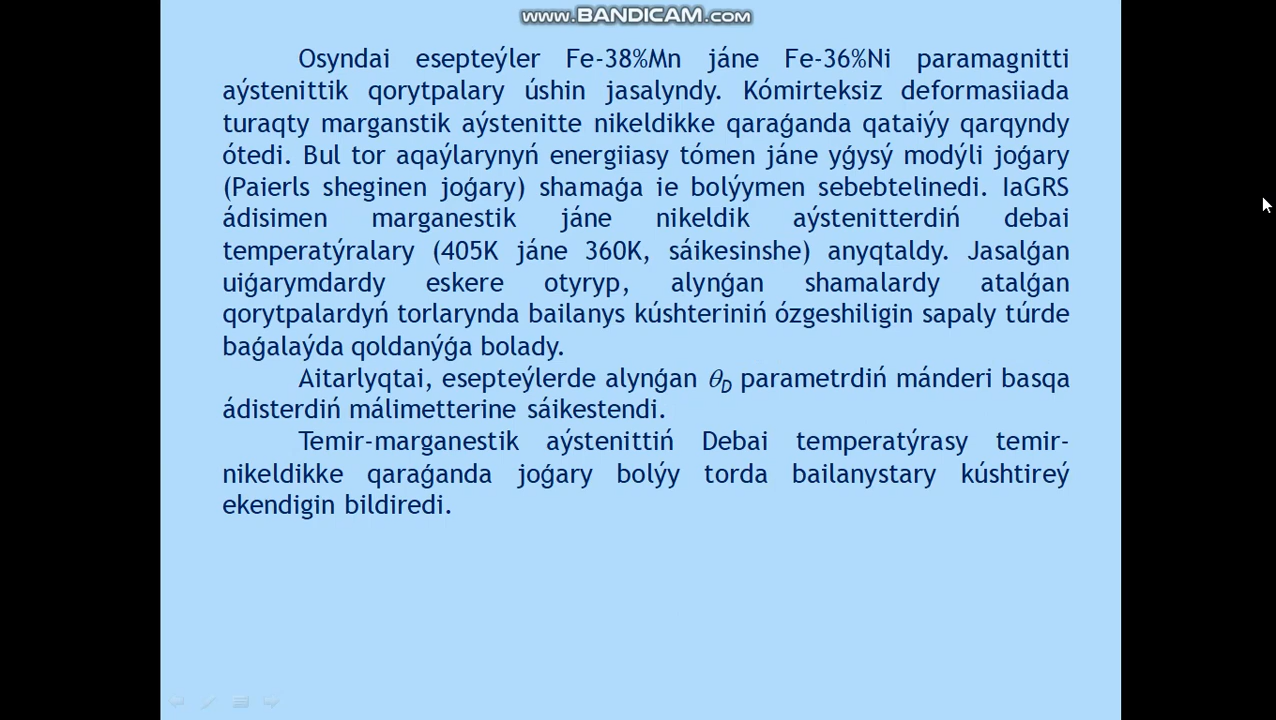 www.BANDICAM.com
Osyndai esepteýler Fe-38%Mn jáne Fe-36%Ni paramagnitti
aýstenittik qorytpalary úshin jasalyndy. Kómirteksiz deformasiiada
turaqty marganstik aýstenitte nikeldikke qaraǵanda qataiýy qarqyndy
ótedi. Bul tor aqaýlarynyń energiiasy tómen jáne yǵysý modýli joǵary
(Paierls sheginen joǵary) shamaǵa ie bolýymen sebebtelinedi. IaGRS
ádisimen marganestik jáne nikeldik aýstenitterdiń debai
temperatýralary (405K jáne 360K, sáikesinshe) anyqtaldy. Jasalǵan
uiǵarymdardy eskere otyryp, alynǵan shamalardy atalǵan
qorytpalardyń torlarynda bailanys kúshteriniń ózgeshiligin sapaly túrde
baǵalaýda qoldanýǵa bolady.
Aitarlyqtai, esepteýlerde alynǵan θD parametrdiń mánderi basqa
ádisterdiń málimetterine sáikestendi.
Temir-marganestik aýstenittiń Debai temperatýrasy temir-
nikeldikke qaraǵanda joǵary bolýy torda bailanystary kúshtireý
ekendigin bildiredi.